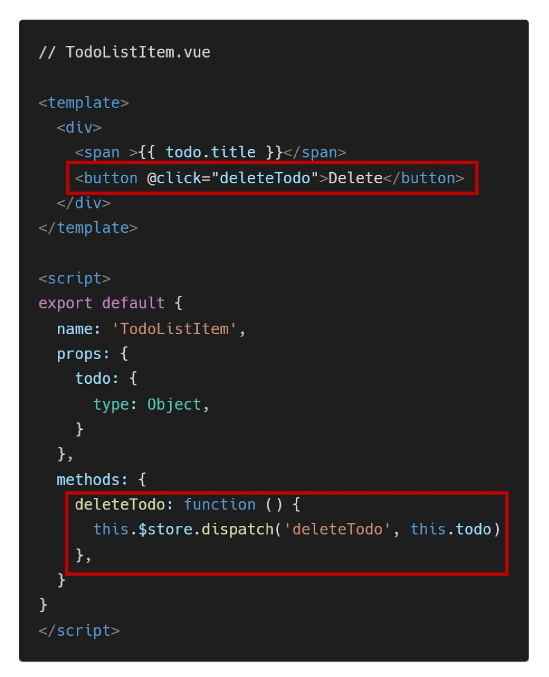 // TodoListItem.vue
<template>
  <div>
    <span >{{ todo.title }}</span>
    <button @click="deleteTodo">Delete</button>
  </div>
</template>
<script>
export default {
  name: 'TodoListItem',
  props: {
    todo: {
      type: Object,
    }
  },
  methods: {
    deleteTodo: function () {
      this.$store.dispatch('deleteTodo', this.todo)
    },
  }
}
</script>